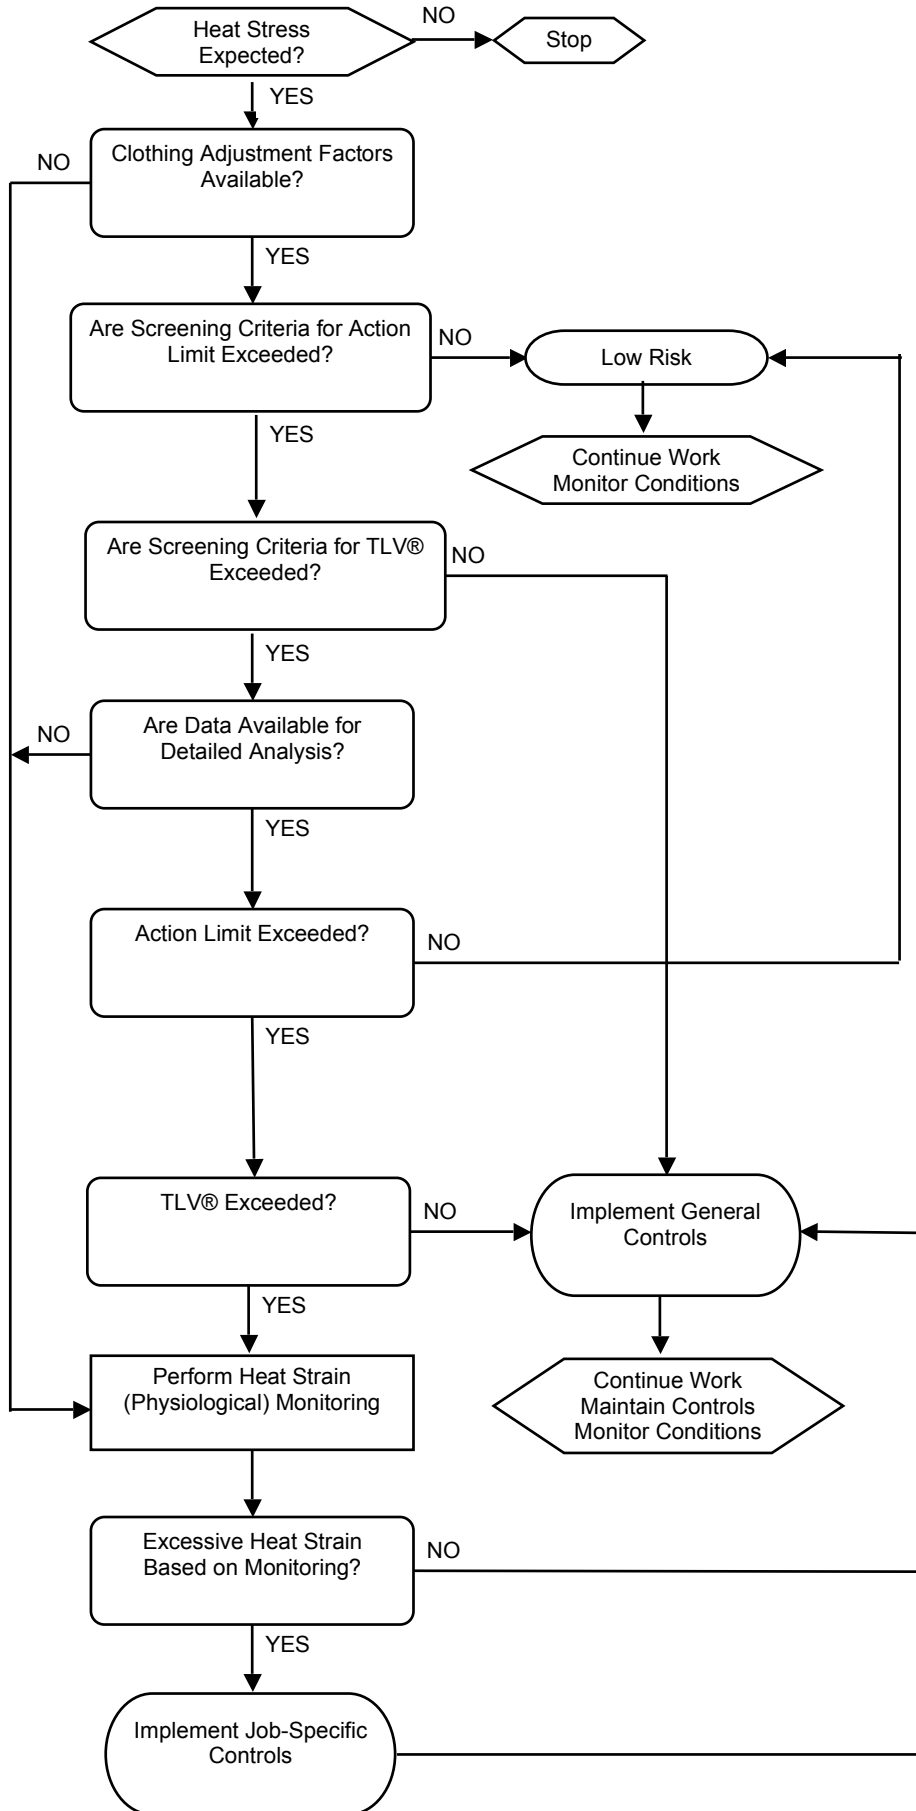 Heat Stress
Expected?
NO
Stop
YES
NO
Clothing Adjustment Factors
Available?
YES
Are Screening Criteria for Action
Limit Exceeded?
NO
Low Risk
YES
Continue Work
Monitor Conditions
Are Screening Criteria for TLV®
Exceeded?
NO
YES
NO
Are Data Available for
Detailed Analysis?
YES
Action Limit Exceeded?
NO
YES
TLV® Exceeded?
NO
Implement General
Controls
YES
Perform Heat Strain
(Physiological) Monitoring
Continue Work
Maintain Controls
Monitor Conditions
Excessive Heat Strain
Based on Monitoring?
NO
YES
Implement Job-Specific
Controls